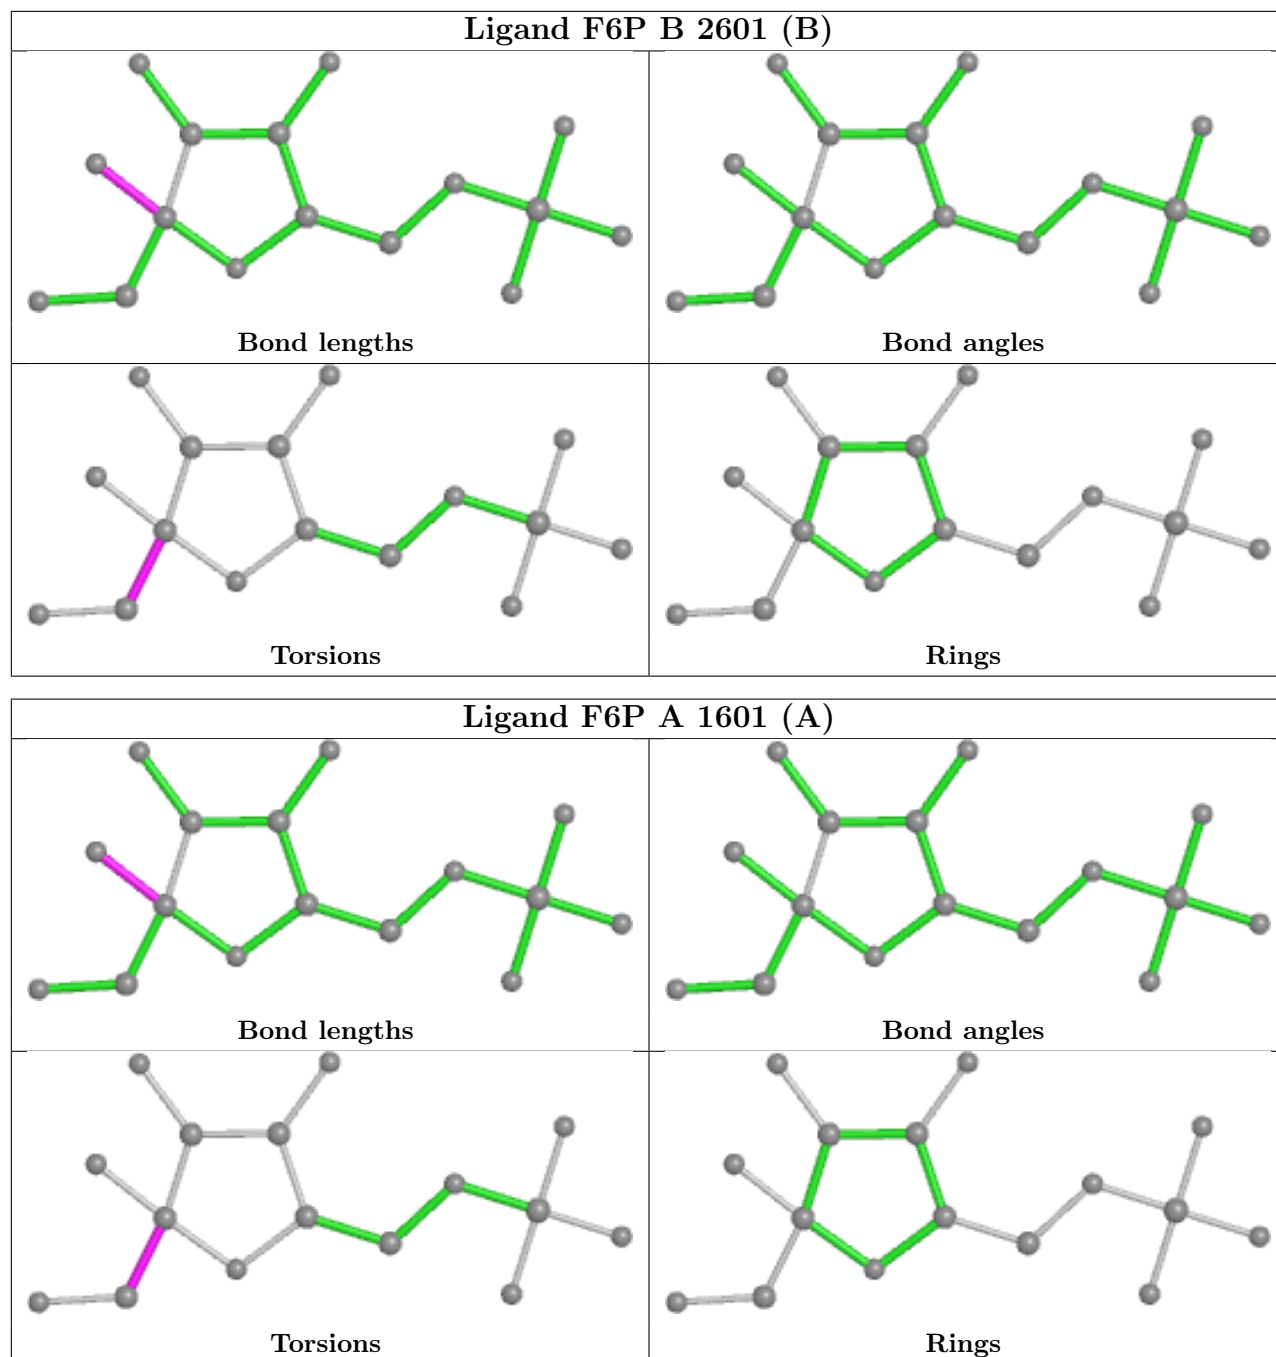 Ligand F6P B 2601 (B)
Bond lengths
Bond angles
Torsions
Rings
Ligand F6P A 1601 (A)
Bond lengths
Bond angles
Torsions
Rings